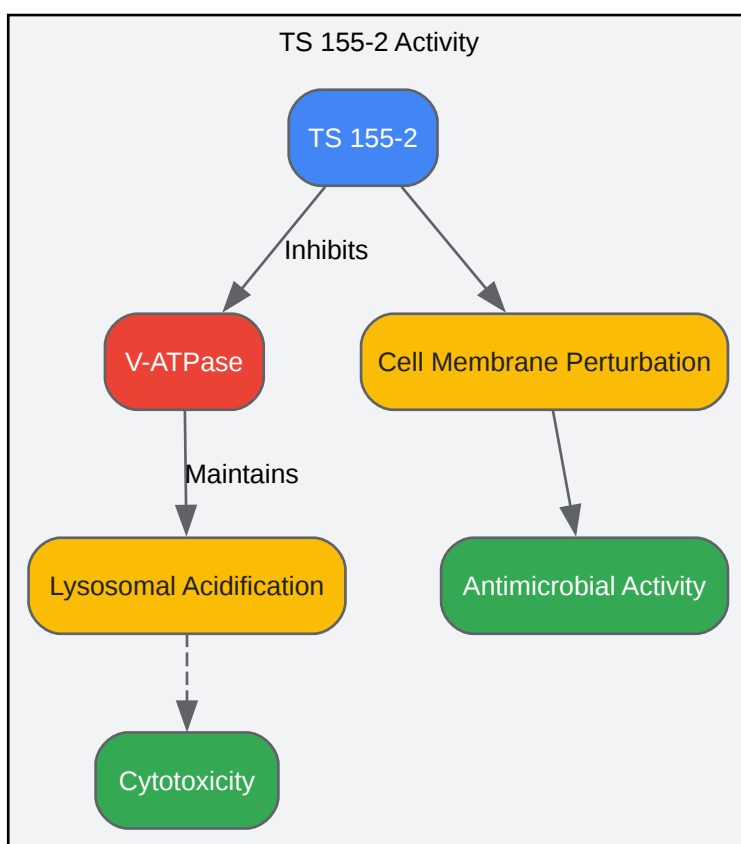 TS 155-2 Activity
TS 155-2
Inhibits
V-ATPase
Cell Membrane Perturbation
Maintains
Lysosomal Acidification
Antimicrobial Activity
Cytotoxicity